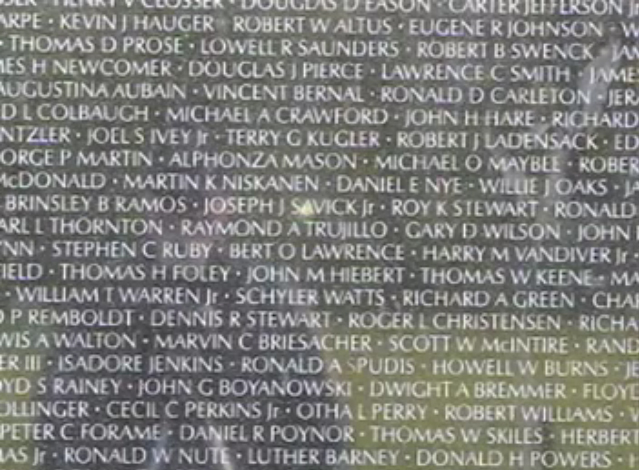 HENRY V CLOSSER · DOUGLAS D EASON · CARTER JEFFERSON J
ARPE · KEVIN J HAUGER · ROBERT W ALTUS · EUGENE R JOHNSON · W
· THOMAS D PROSE · LOWELL R SAUNDERS · ROBERT B SWENCK · JAM
MES H NEWCOMER · DOUGLAS J PIERCE · LAWRENCE C SMITH · JAME
AUGUSTINA AUBAIN · VINCENT BERNAL · RONALD D CARLETON · JER
D L COLBAUGH · MICHAEL A CRAWFORD · JOHN H HARE · RICHARD
NTZLER · JOEL S IVEY Jr · TERRY G KUGLER · ROBERT J LADENSACK · ED
ORGE P MARTIN · ALPHONZA MASON · MICHAEL O MAYBEE · ROBER
McDONALD · MARTIN K NISKANEN · DANIEL E NYE · WILLIE J OAKS · J
· BRINSLEY B RAMOS · JOSEPH J SAVICK Jr · ROY K STEWART · RONALD
ARL I THORNTON · RAYMOND A TRUJILLO · GARY D WILSON · JOHN
NN · STEPHEN C RUBY · BERT O LAWRENCE · HARRY M VANDIVER Jr ·
IELD · THOMAS H FOLEY · JOHN M HIEBERT · THOMAS W KEENE · MA
· WILLIAM T WARREN Jr · SCHYLER WATTS · RICHARD A GREEN · CHA
D P REMBOLDT · DENNIS R STEWART · ROGER L CHRISTENSEN · RICHA
WIS A WALTON · MARVIN C BRIESACHER · SCOTT W McINTIRE · RAND
ER III · ISADORE JENKINS · RONALD A SPUDIS · HOWELL W BURNS · JE
OYD S RAINEY · JOHN G BOYANOWSKI · DWIGHT A BREMMER · FLOYD
OLLINGER · CECIL C PERKINS Jr · OTHA L PERRY · ROBERT WILLIAMS ·
PETER C FORAME · DANIEL R POYNOR · THOMAS W SKILES · HERBERT
LAS Jr · RONALD W NUTE · LUTHER BARNEY · DONALD H POWERS ·